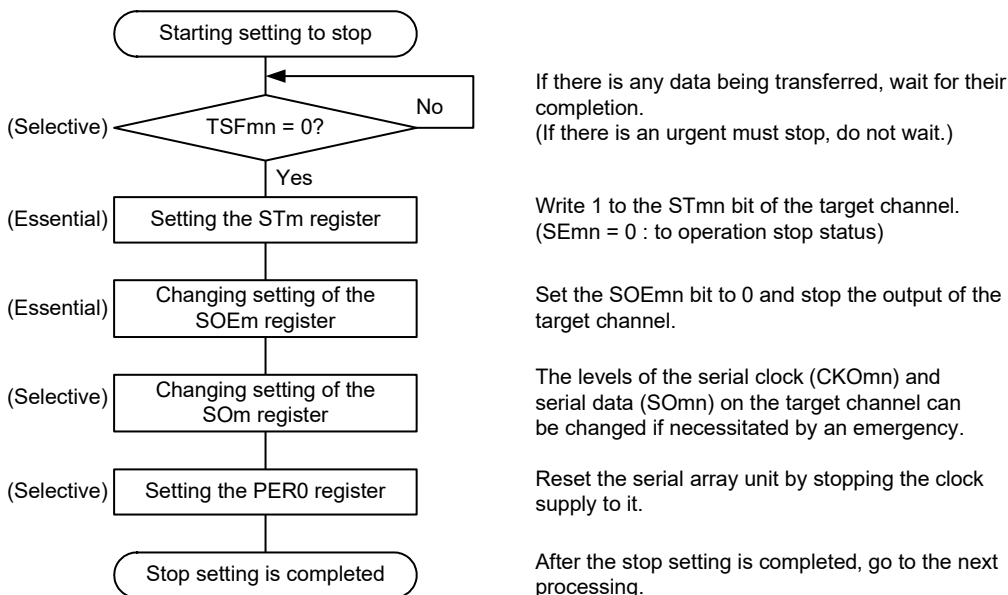 Starting setting to stop
No
If there is any data being transferred, wait for their
completion.
(If there is an urgent must stop, do not wait.)
(Selective)
TSFmn = 0?
Yes
(Essential)
Setting the STm register
Write 1 to the STmn bit of the target channel.
(SEmn = 0 : to operation stop status)
(Essential)
Changing setting of the
SOEm register
Set the SOEmn bit to 0 and stop the output of the
target channel.
(Selective)
Changing setting of the
SOm register
The levels of the serial clock (CKOmn) and
serial data (SOmn) on the target channel can
be changed if necessitated by an emergency.
(Selective)
Setting the PER0 register
Reset the serial array unit by stopping the clock
supply to it.
Stop setting is completed
After the stop setting is completed, go to the next
processing.